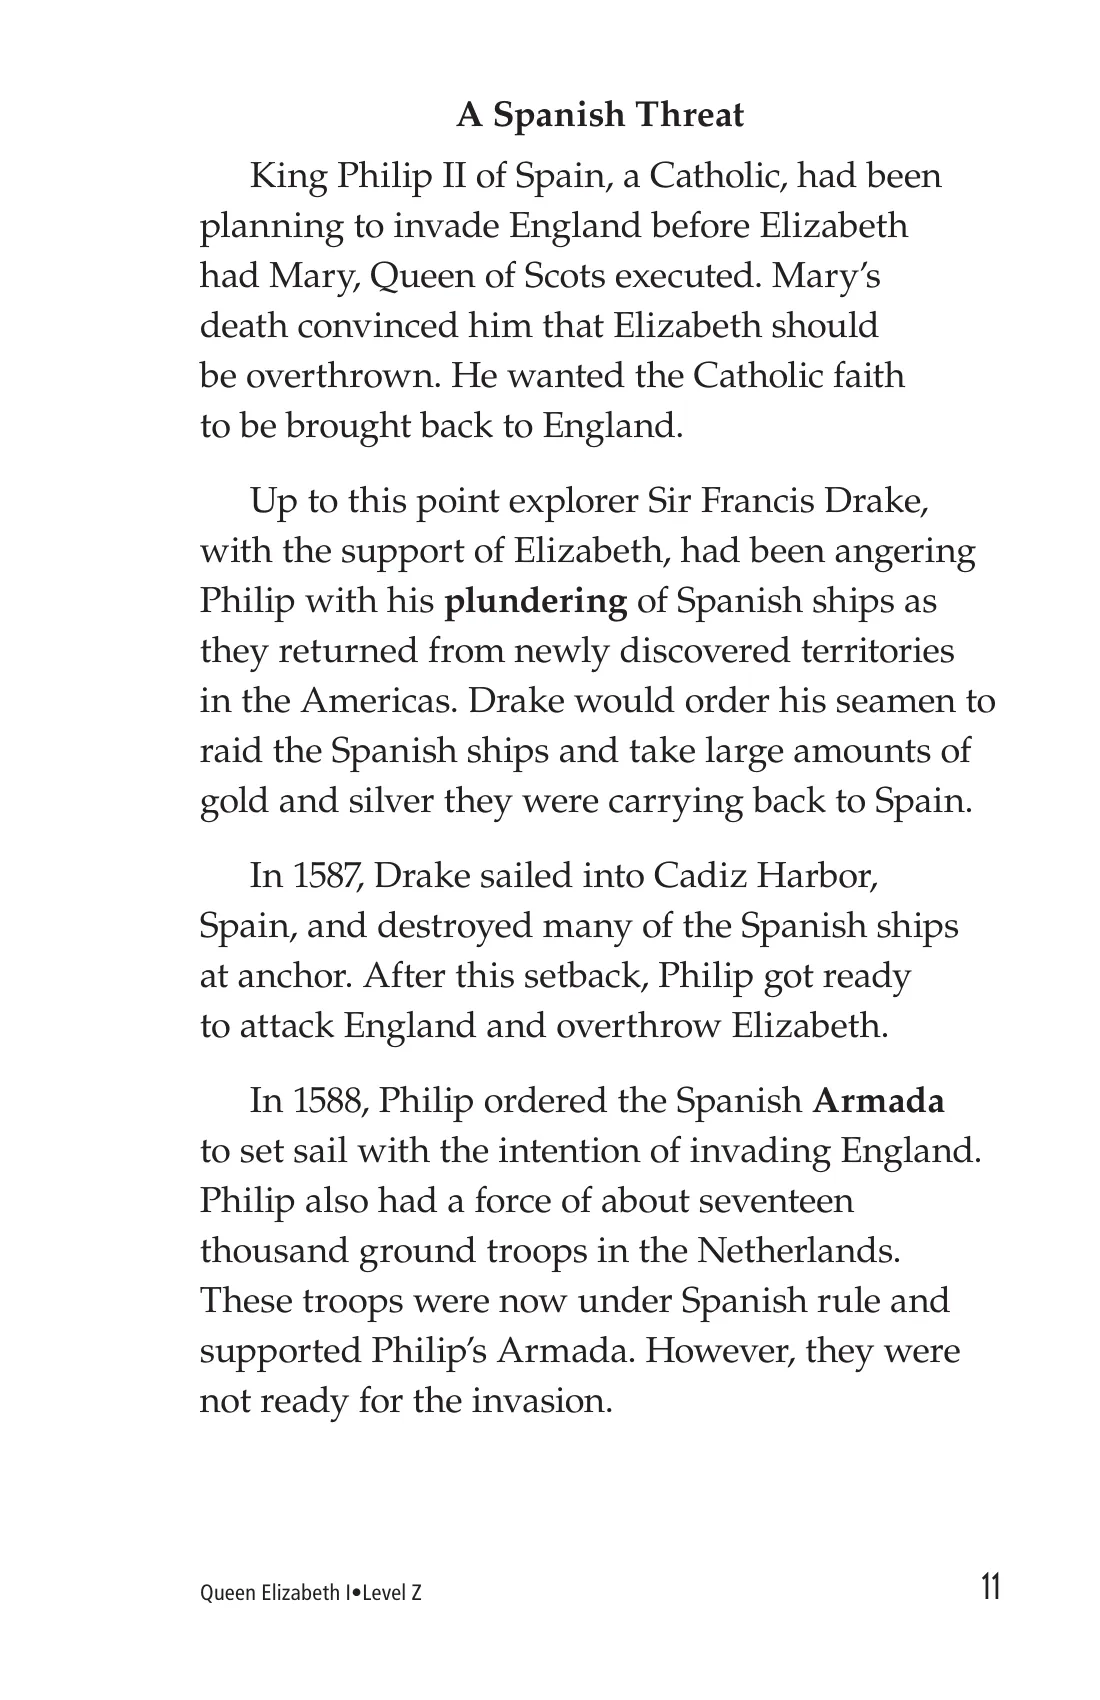 A Spanish Threat
King Philip II of Spain, a Catholic, had been
planning to invade England before Elizabeth
had Mary, Queen of Scots executed. Mary’s
death convinced him that Elizabeth should
be overthrown. He wanted the Catholic faith
to be brought back to England.
Up to this point explorer Sir Francis Drake,
with the support of Elizabeth, had been angering
Philip with his plundering of Spanish ships as
they returned from newly discovered territories
in the Americas. Drake would order his seamen to
raid the Spanish ships and take large amounts of
gold and silver they were carrying back to Spain.
In 1587, Drake sailed into Cadiz Harbor,
Spain, and destroyed many of the Spanish ships
at anchor. After this setback, Philip got ready
to attack England and overthrow Elizabeth.
In 1588, Philip ordered the Spanish Armada
to set sail with the intention of invading England.
Philip also had a force of about seventeen
thousand ground troops in the Netherlands.
These troops were now under Spanish rule and
supported Philip’s Armada. However, they were
not ready for the invasion.
Queen Elizabeth I•Level Z 11